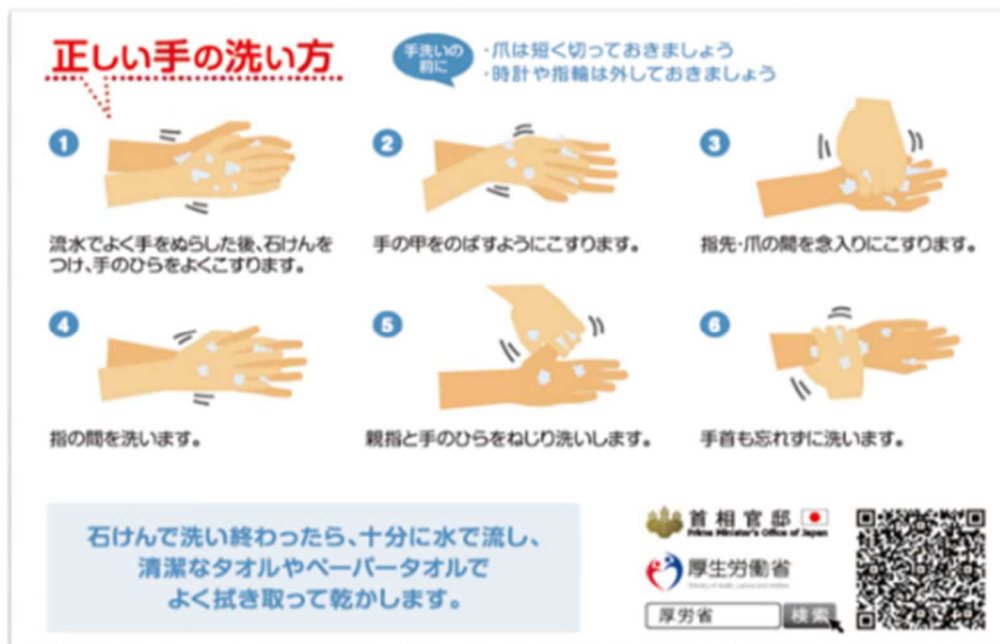 正しい手の洗い方
手洗いの
前に
・爪は短く切っておきましょう
・時計や指輪は外しておきましょう
1
流水でよく手をぬらした後、石けんを
つけ、手のひらをよくこすります。
2
手の甲をのばすようにこすります。
3
指先・爪の間を念入りにこすります。
4
指の間を洗います。
5
親指と手のひらをねじり洗いします。
6
手首も忘れずに洗います。
石けんで洗い終わったら、十分に水で流し、
清潔なタオルやペーパータオルで
よく拭き取って乾かします。
首相官邸
Prime Minister's Office of Japan
厚生労働省
Ministry of Health, Labour and Welfare
厚労省 検索